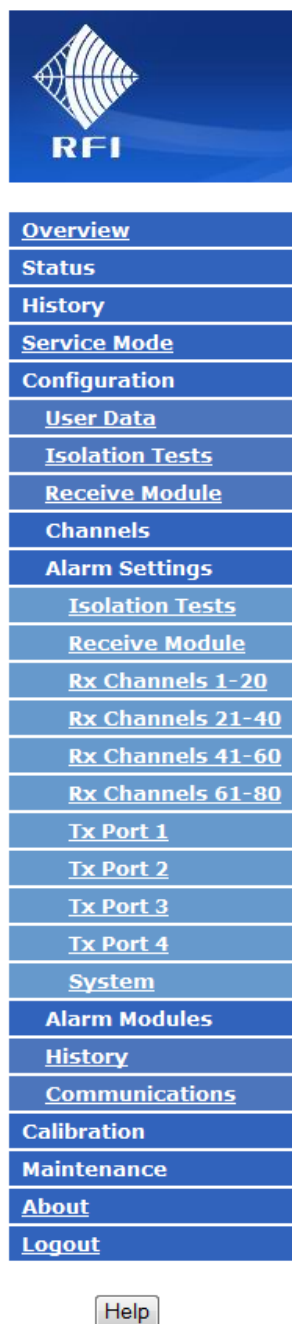 RFI
Overview
Status
History
Service Mode
Configuration
User Data
Isolation Tests
Receive Module
Channels
Alarm Settings
Isolation Tests
Receive Module
Rx Channels 1-20
Rx Channels 21-40
Rx Channels 41-60
Rx Channels 61-80
Tx Port 1
Tx Port 2
Tx Port 3
Tx Port 4
System
Alarm Modules
History
Communications
Calibration
Maintenance
About
Logout
Help